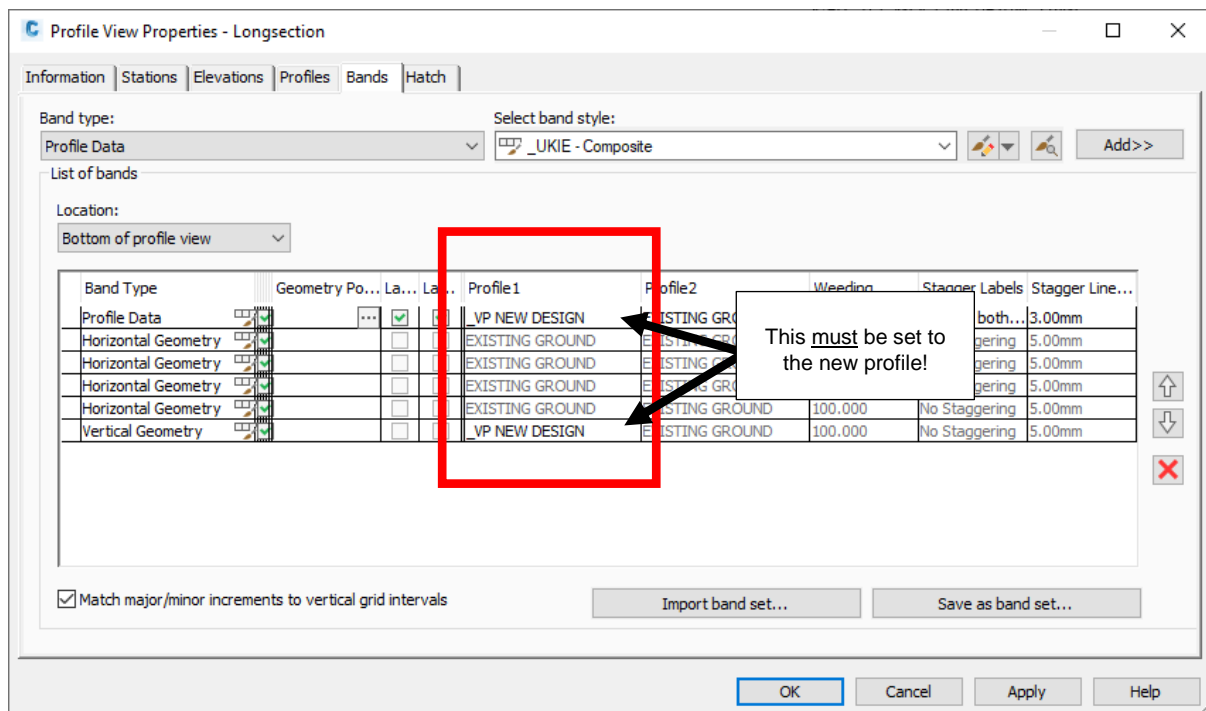 Profile View Properties - Longsection
Information Stations Elevations Profiles Bands Hatch
Band type: Select band style:
Profile Data _UKIE - Composite Add>>
List of bands
Location:
Bottom of profile view
Band Type Geometry Po... La... La... Profile1 Profile2 Weeding Stagger Labels Stagger Line...
Profile Data ... _VP NEW DESIGN both... 3.00mm
Horizontal Geometry EXISTING GROUND 5.00mm
Horizontal Geometry EXISTING GROUND 5.00mm
Horizontal Geometry EXISTING GROUND 5.00mm
Horizontal Geometry EXISTING GROUND EXISTING GROUND 100.000 No Staggering 5.00mm
Vertical Geometry _VP NEW DESIGN EXISTING GROUND 100.000 No Staggering 5.00mm
This must be set to
the new profile!
Match major/minor increments to vertical grid intervals Import band set... Save as band set...
OK Cancel Apply Help